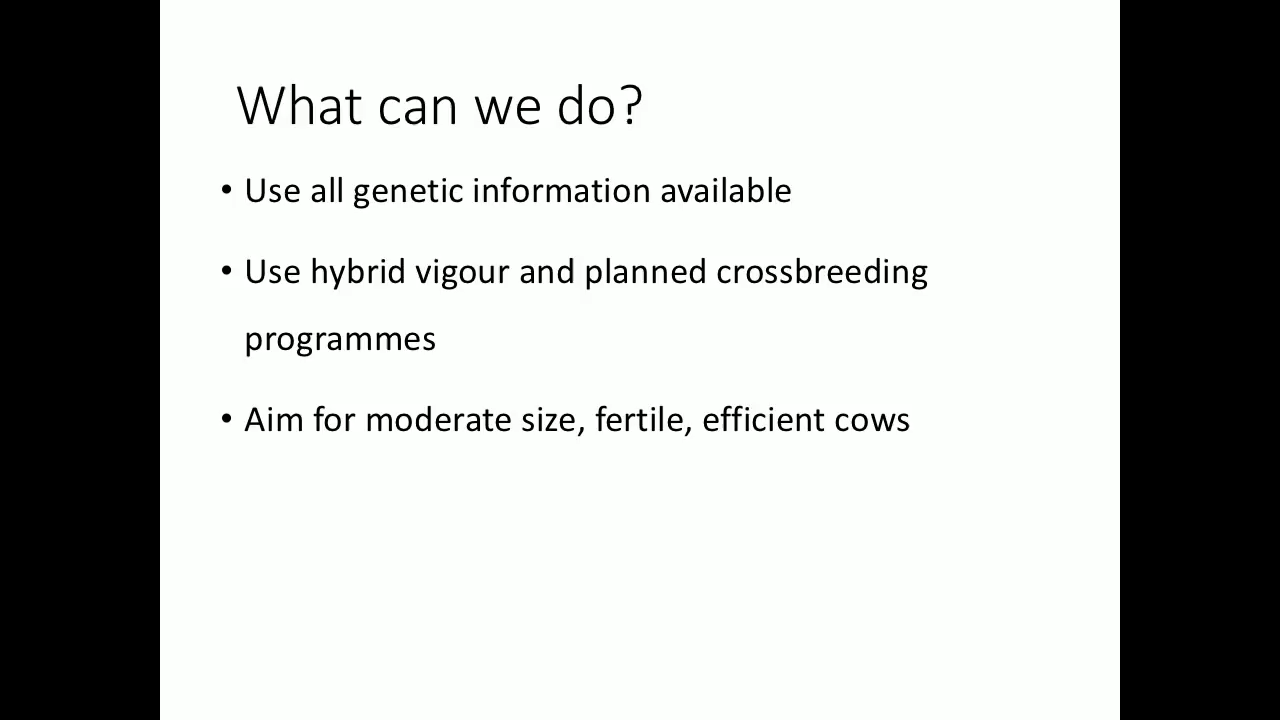 What can we do?
• Use all genetic information available
• Use hybrid vigour and planned crossbreeding
programmes
• Aim for moderate size, fertile, efficient cows